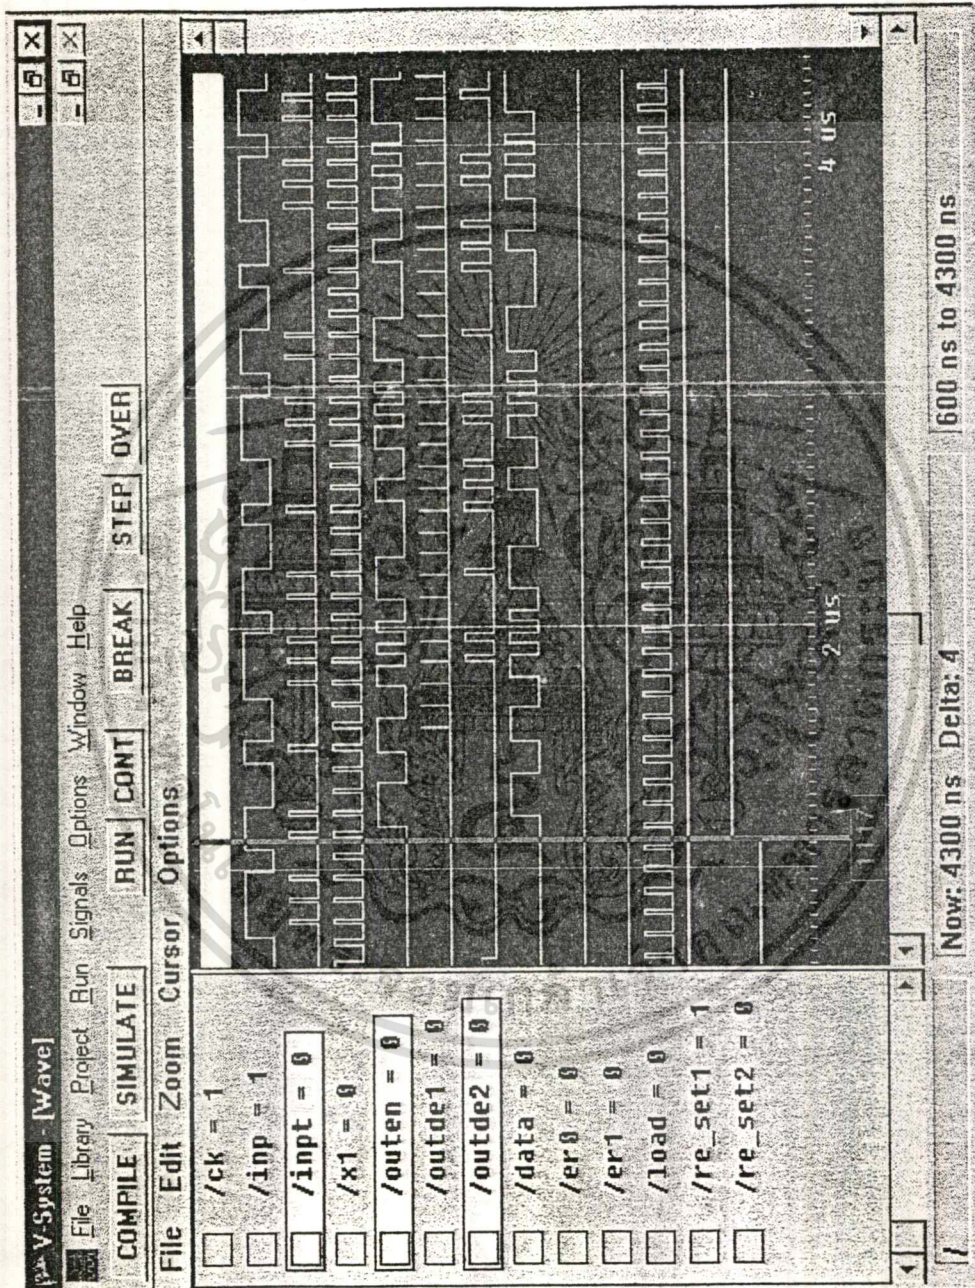 V-System - [Wave]
File Library Project Run Signals Options Window Help
COMPILE SIMULATE RUN CONT BREAK STEP OVER
File Edit Zoom Cursor Options
/ck = 1
/inp = 1
/inpt = 0
/x1 = 0
/outen = 0
/outde1 = 0
/outde2 = 0
/data = 0
/er0 = 0
/er1 = 0
/load = 0
/re_set1 = 1
/re_set2 = 0
2 us
4 us
Now: 4300 ns Delta: 4
600 ns to 4300 ns